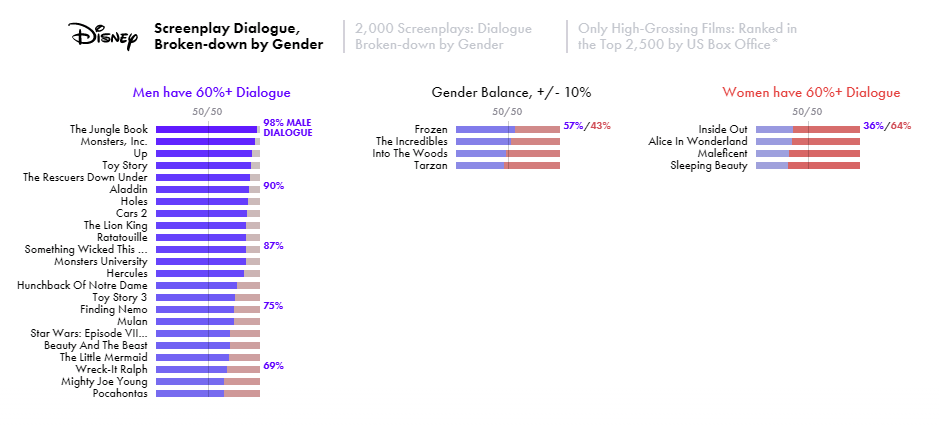 Disney
Screenplay Dialogue,
Broken-down by Gender
2,000 Screenplays: Dialogue
Broken-down by Gender
Only High-Grossing Films: Ranked in
the Top 2,500 by US Box Office*
Men have 60%+ Dialogue
50/50
The Jungle Book
98% MALE
DIALOGUE
Monsters, Inc.
Up
Toy Story
The Rescuers Down Under
Aladdin 90%
Holes
Cars 2
The Lion King
Ratatouille
Something Wicked This ... 87%
Monsters University
Hercules
Hunchback Of Notre Dame
Toy Story 3
Finding Nemo 75%
Mulan
Star Wars: Episode VII...
Beauty And The Beast
The Little Mermaid
Wreck-It Ralph 69%
Mighty Joe Young
Pocahontas
Gender Balance, +/- 10%
50/50
Frozen 57%/43%
The Incredibles
Into The Woods
Tarzan
Women have 60%+ Dialogue
50/50
Inside Out 36%/64%
Alice In Wonderland
Maleficent
Sleeping Beauty